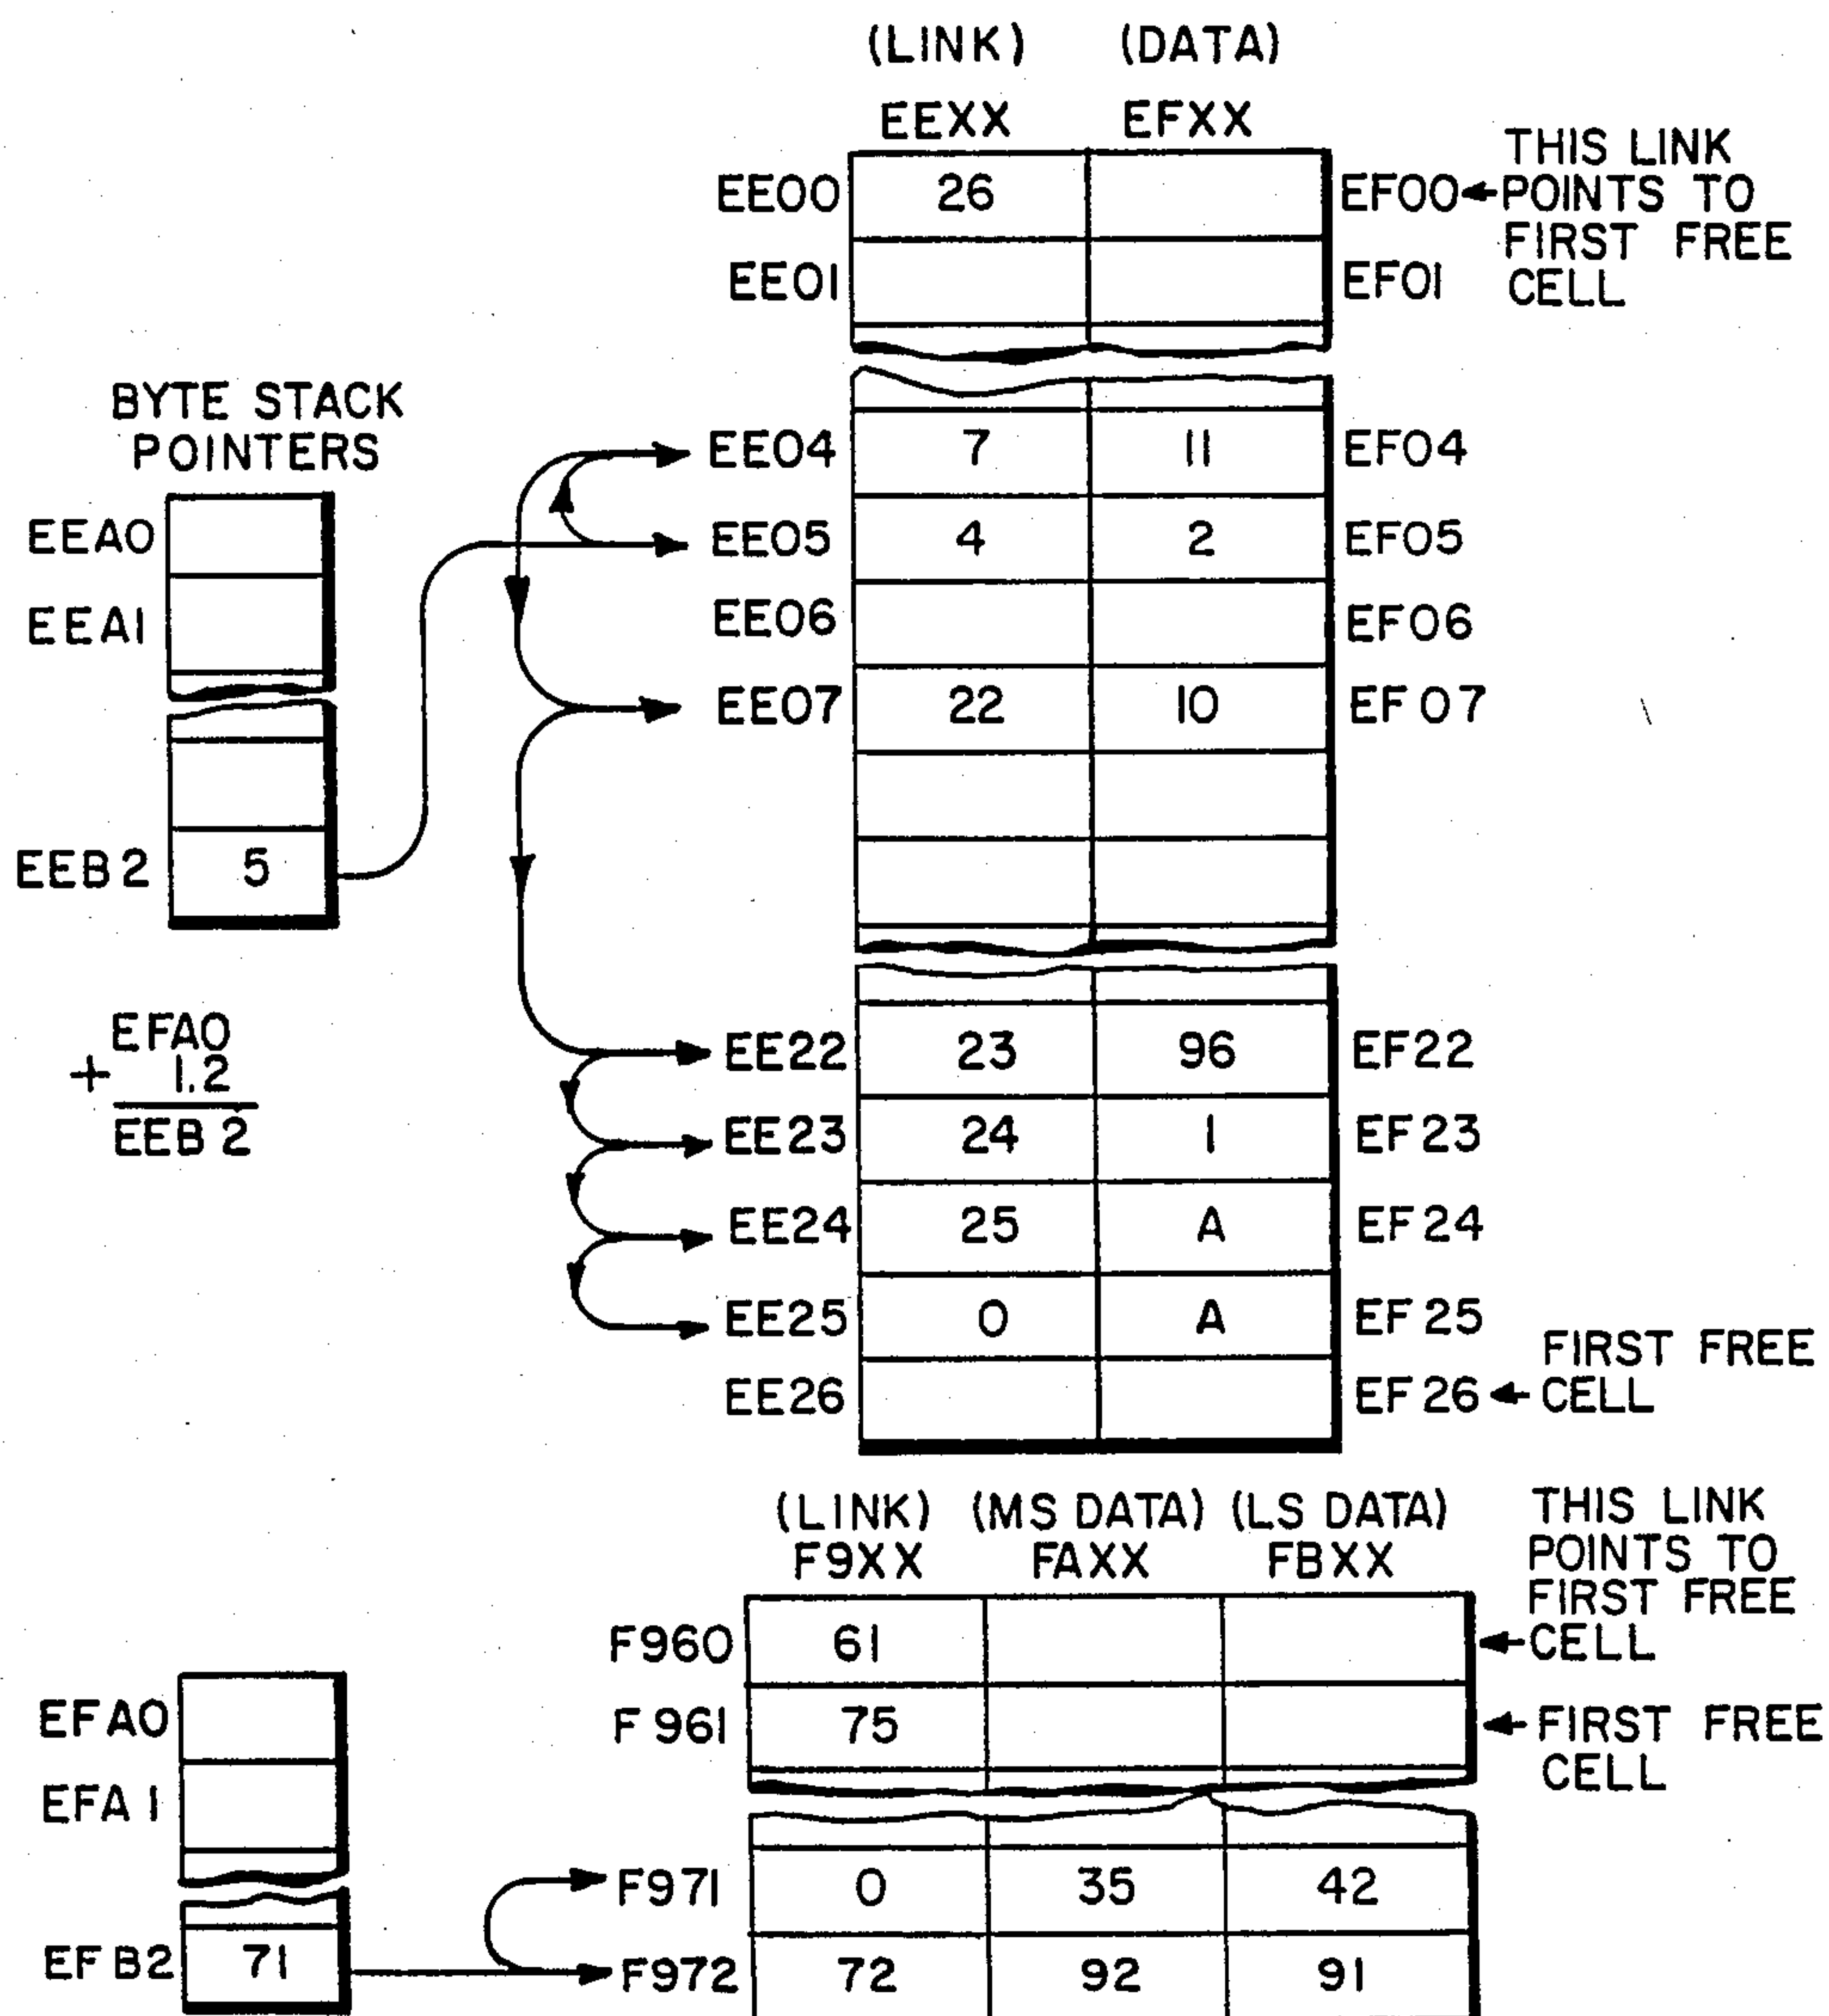 (LINK) (DATA)
EEXX EFXX
EE00 26 EF00
THIS LINK
POINTS TO
FIRST FREE
CELL
EE01 EF01
BYTE STACK
POINTERS
EEA0
EEA1
EEB2 5
EE04 7 11 EF04
EE05 4 2 EF05
EE06 EF06
EE07 22 10 EF07
EFA0
+ 1.2
EEB2
EE22 23 96 EF22
EE23 24 1 EF23
EE24 25 A EF24
EE25 0 A EF25
EE26 EF26
FIRST FREE
CELL
(LINK) (MS DATA) (LS DATA)
F9XX FAXX FBXX
THIS LINK
POINTS TO
FIRST FREE
CELL
F960 61
F961 75
FIRST FREE
CELL
EFA0
EFA1
EFB2 71
F971 0 35 42
F972 72 92 91